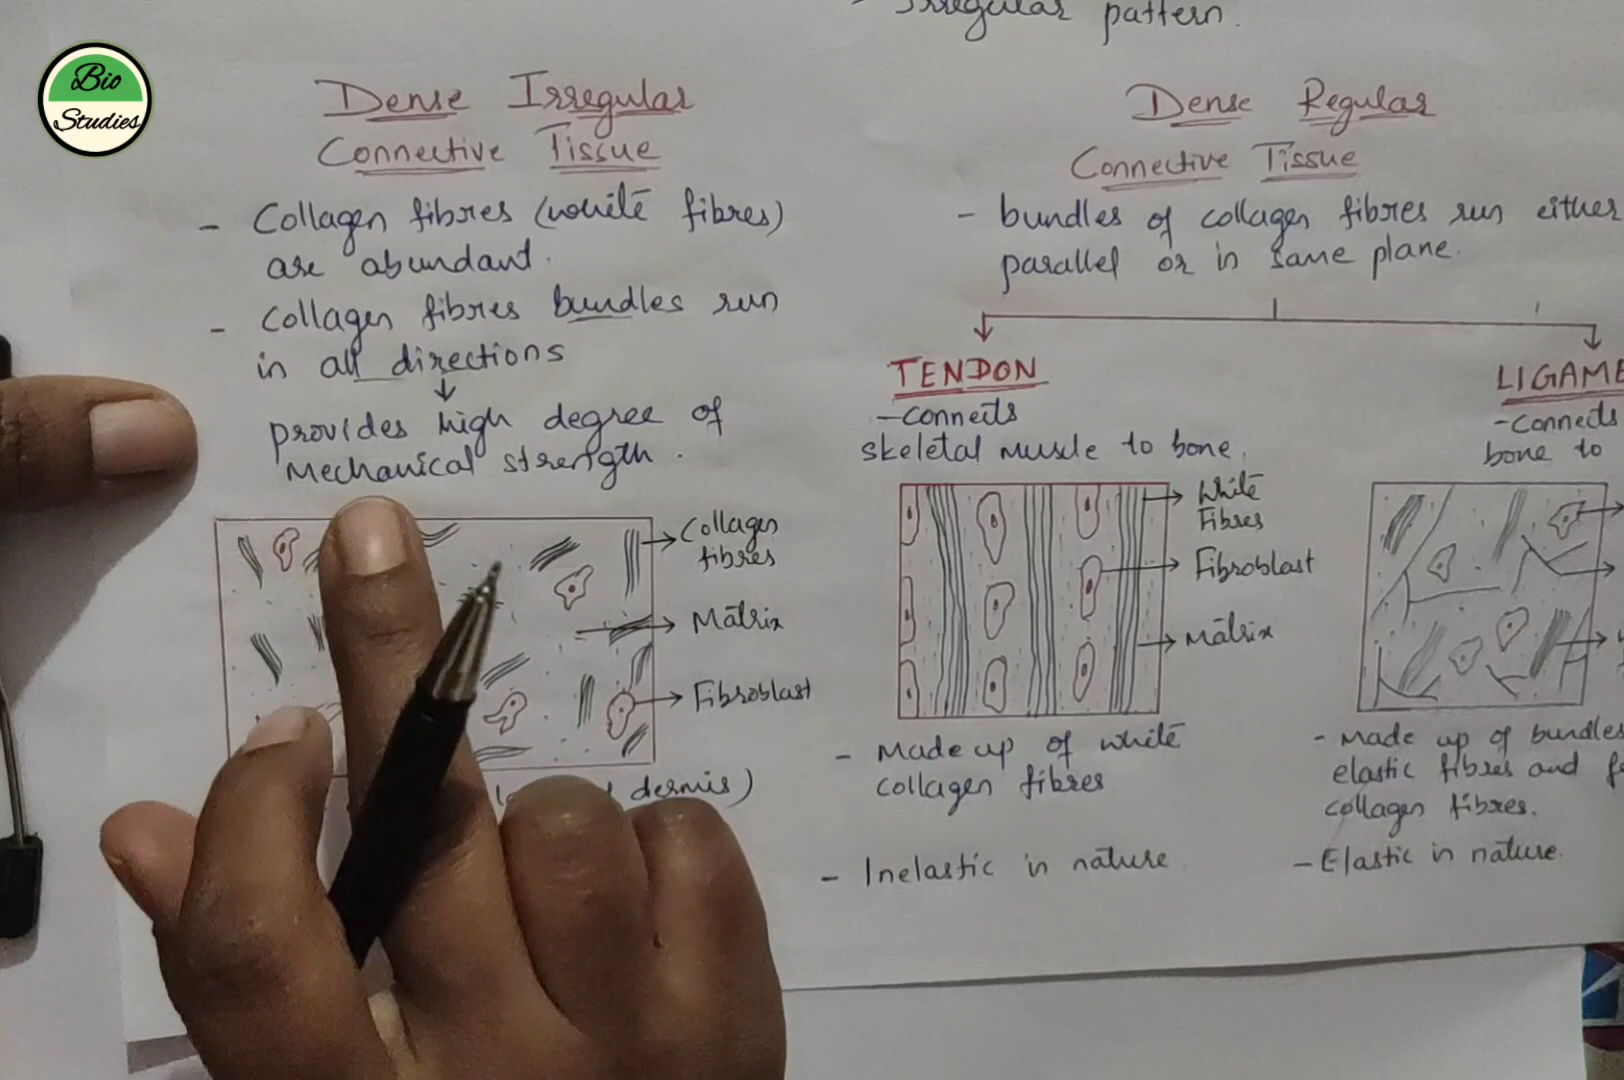 Bio
Studies
Irregular pattern.
Dense Irregular
Connective Tissue
- Collagen fibres (white fibres)
are abundant.
- Collagen fibres bundles run
in all directions
provides high degree of
Mechanical strength.
Collagen
fibres
Matrix
Fibroblast
dermis)
Dense Regular
Connective Tissue
- bundles of collagen fibres run either
parallel or in same plane.
TENDON
- Connects
skeletal muscle to bone.
White
Fibres
Fibroblast
Matrix
- Made up of white
collagen fibres
- Inelastic in nature
LIGAME
- Connects
bone to
- Made up of bundles
elastic fibres and
collagen fibres.
- Elastic in nature.